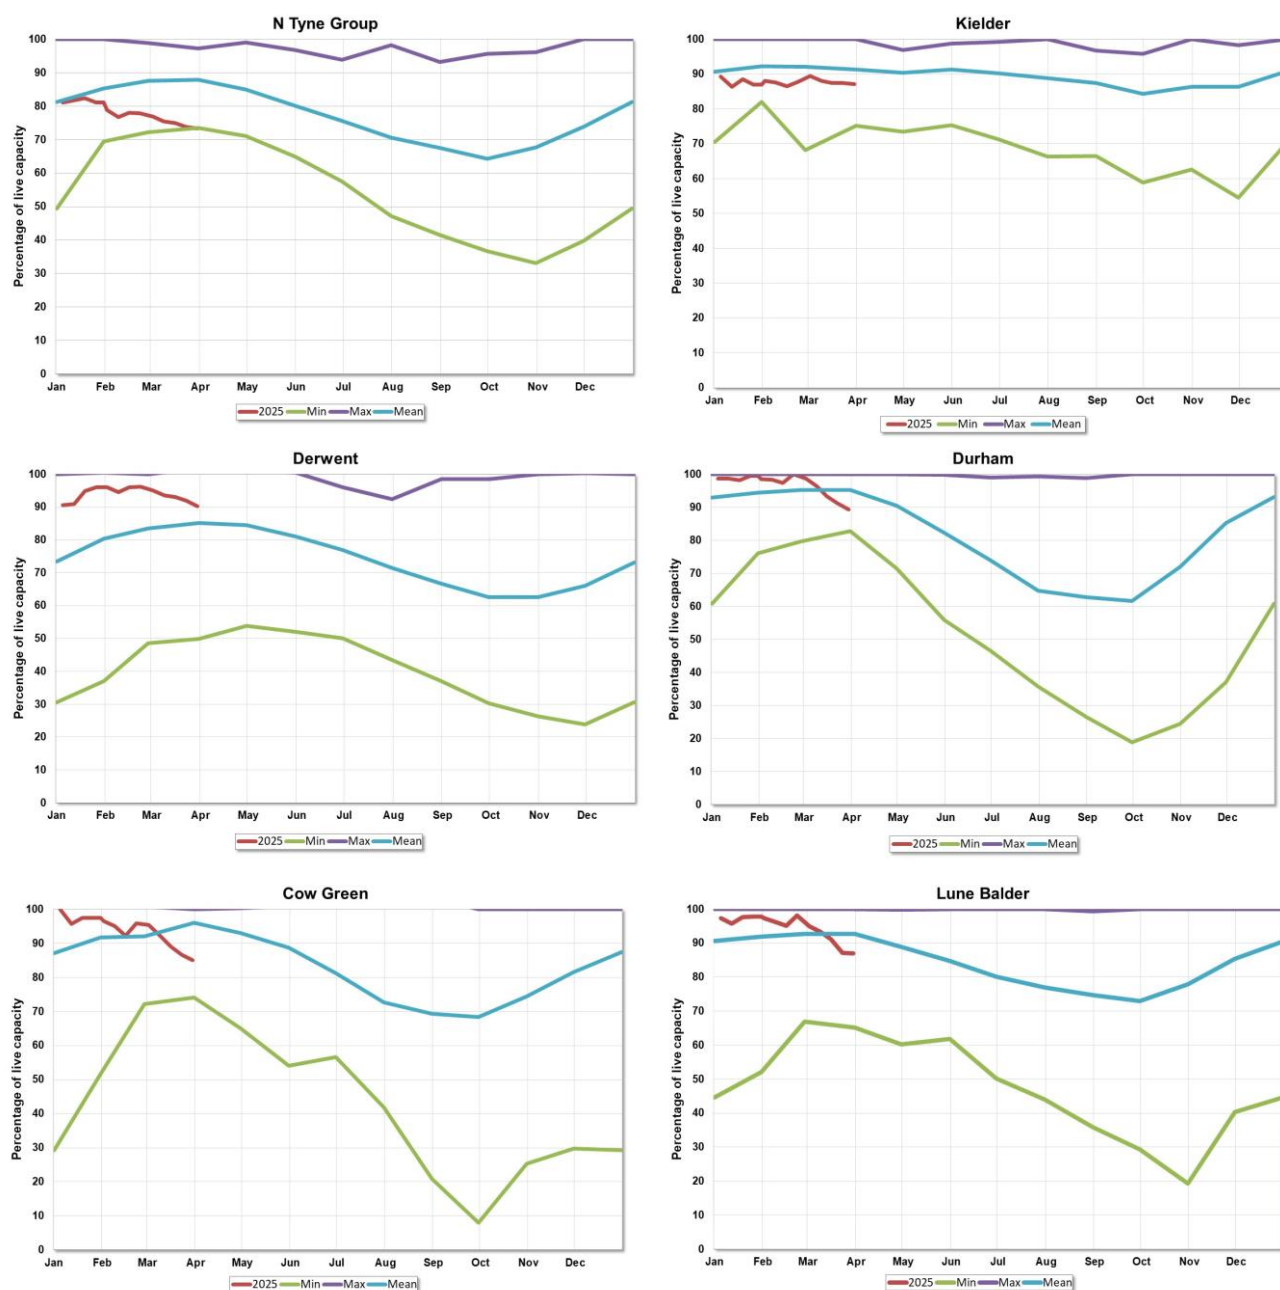 N Tyne Group
Percentage of live capacity
100
90
80
70
60
50
40
30
20
10
0
Jan Feb Mar Apr May Jun Jul Aug Sep Oct Nov Dec
2025 Min Max Mean
Kielder
Percentage of live capacity
100
90
80
70
60
50
40
30
20
10
0
Jan Feb Mar Apr May Jun Jul Aug Sep Oct Nov Dec
2025 Min Max Mean
Derwent
Percentage of live capacity
100
90
80
70
60
50
40
30
20
10
0
Jan Feb Mar Apr May Jun Jul Aug Sep Oct Nov Dec
2025 Min Max Mean
Durham
Percentage of live capacity
100
90
80
70
60
50
40
30
20
10
0
Jan Feb Mar Apr May Jun Jul Aug Sep Oct Nov Dec
2025 Min Max Mean
Cow Green
Percentage of live capacity
100
90
80
70
60
50
40
30
20
10
0
Jan Feb Mar Apr May Jun Jul Aug Sep Oct Nov Dec
2025 Min Max Mean
Lune Balder
Percentage of live capacity
100
90
80
70
60
50
40
30
20
10
0
Jan Feb Mar Apr May Jun Jul Aug Sep Oct Nov Dec
2025 Min Max Mean